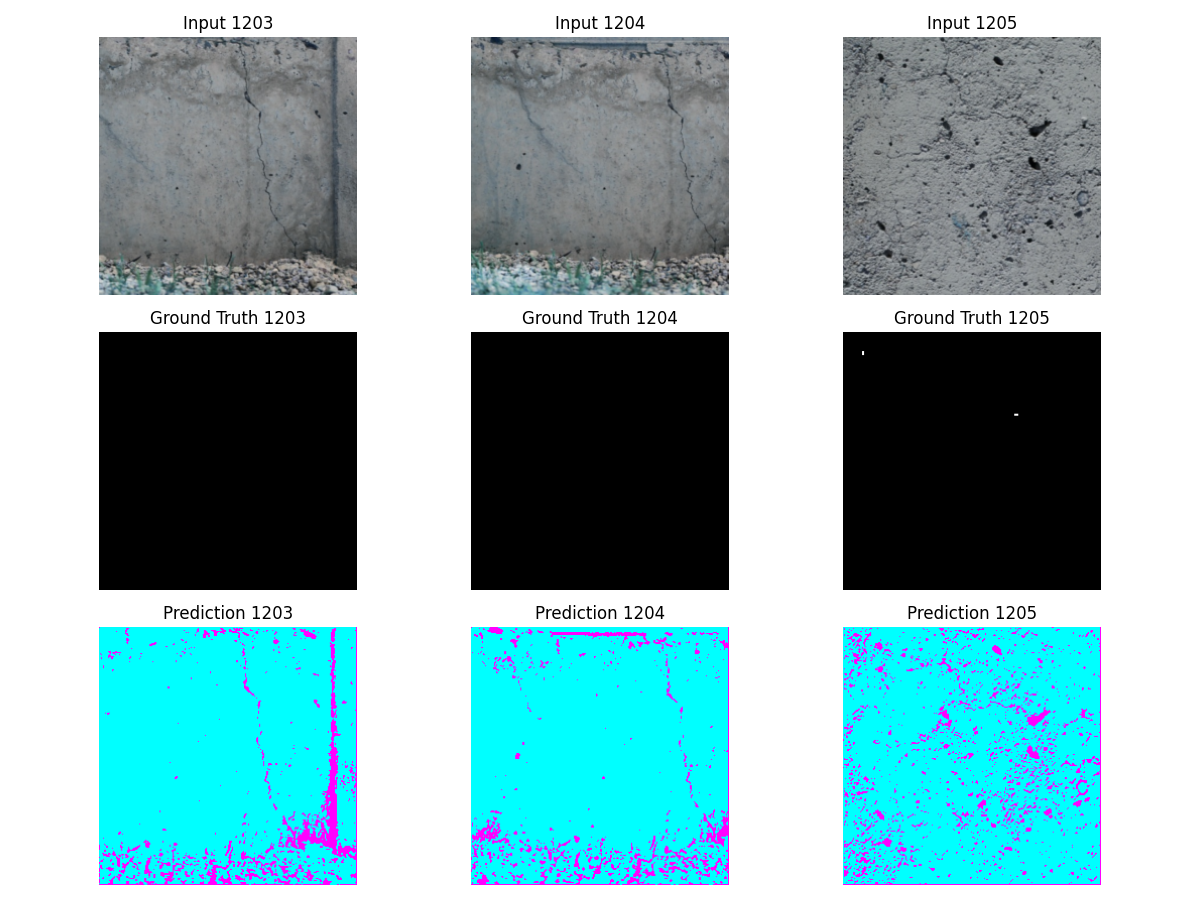 Input 1203
Input 1204
Input 1205
Ground Truth 1203
Ground Truth 1204
Ground Truth 1205
Prediction 1203
Prediction 1204
Prediction 1205